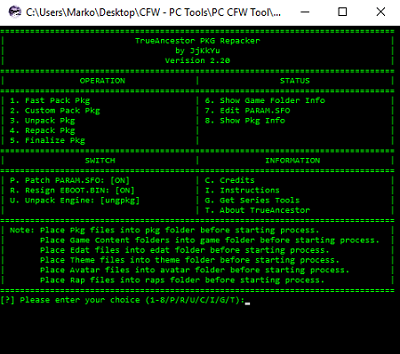 C:\Users\Marko\Desktop\CFW - PC Tools\PC CFW Tool\...
TrueAncestor PKG Repacker
by JjKkYu
Verision 2.20
OPERATION STATUS
1. Fast Pack Pkg 6. Show Game Folder Info
2. Custom Pack Pkg 7. Edit PARAM.SFO
3. Unpack Pkg 8. Show Pkg Info
4. Repack Pkg
5. Finalize Pkg
SWITCH INFORMATION
P. Patch PARAM.SFO: [ON] C. Credits
R. Resign EBOOT.BIN: [ON] I. Instructions
U. Unpack Engine: [ungpkg] G. Get Series Tools
T. About TrueAncestor
Note: Place Pkg files into pkg folder before starting process.
Place Game Content folders into game folder before starting process.
Place Edat files into edat folder before starting process.
Place Theme files into theme folder before starting process.
Place Avatar files into avatar folder before starting process.
Place Rap files into raps folder before starting process.
[?] Please enter your choice (1-8/P/R/U/C/I/G/T):